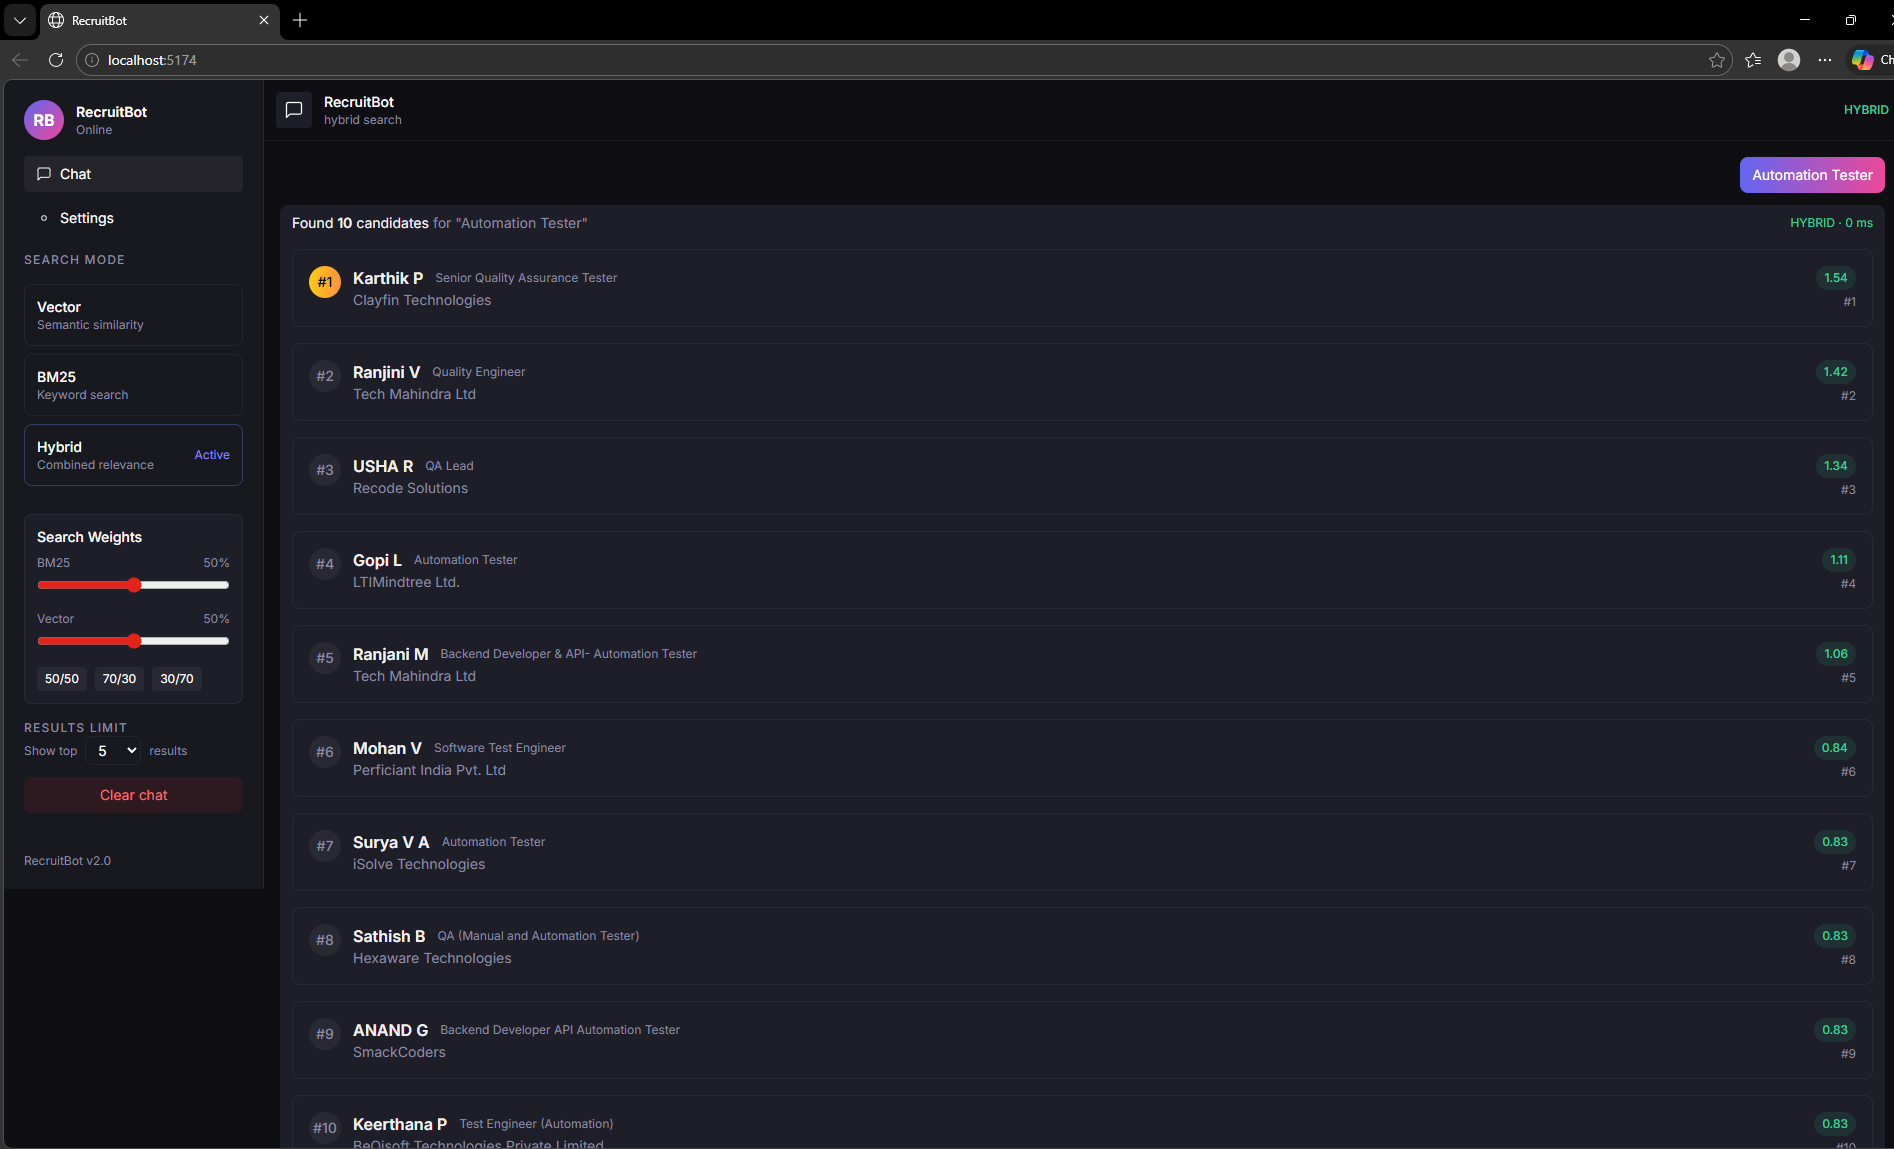 RecruitBot
localhost:5174
RB
RecruitBot
Online
Chat
Settings
SEARCH MODE
Vector
Semantic similarity
BM25
Keyword search
Hybrid
Combined relevance
Active
Search Weights
BM25 50%
Vector 50%
50/50 70/30 30/70
RESULTS LIMIT
Show top 5 results
Clear chat
RecruitBot v2.0
RecruitBot
hybrid search
HYBRID
Automation Tester
Found 10 candidates for "Automation Tester"
HYBRID · 0 ms
#1 Karthik P Senior Quality Assurance Tester 1.54
Clayfin Technologies #1
#2 Ranjini V Quality Engineer 1.42
Tech Mahindra Ltd #2
#3 USHA R QA Lead 1.34
Recode Solutions #3
#4 Gopi L Automation Tester 1.11
LTIMindtree Ltd. #4
#5 Ranjani M Backend Developer & API- Automation Tester 1.06
Tech Mahindra Ltd #5
#6 Mohan V Software Test Engineer 0.84
Perficiant India Pvt. Ltd #6
#7 Surya V A Automation Tester 0.83
iSolve Technologies #7
#8 Sathish B QA (Manual and Automation Tester) 0.83
Hexaware Technologies #8
#9 ANAND G Backend Developer API Automation Tester 0.83
SmackCoders #9
#10 Keerthana P Test Engineer (Automation) 0.83
Technologies Private Limited #10